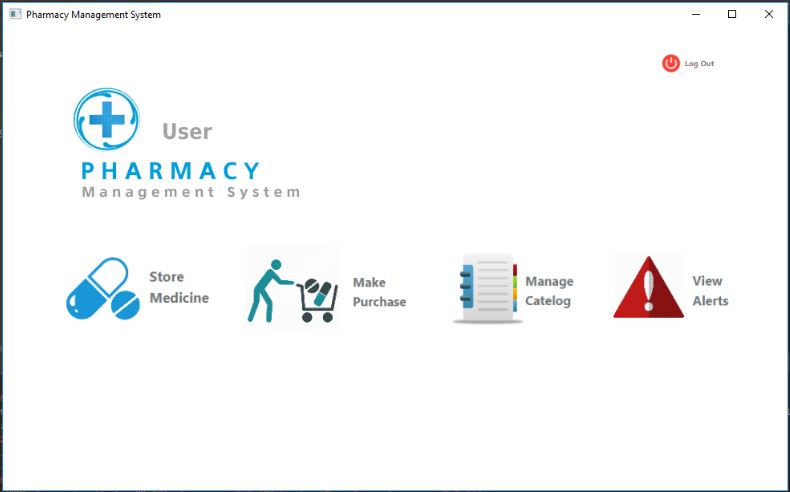 Pharmacy Management System
Log Out
User
PHARMACY
Management System
Store
Medicine
Make
Purchase
Manage
Catelog
View
Alerts